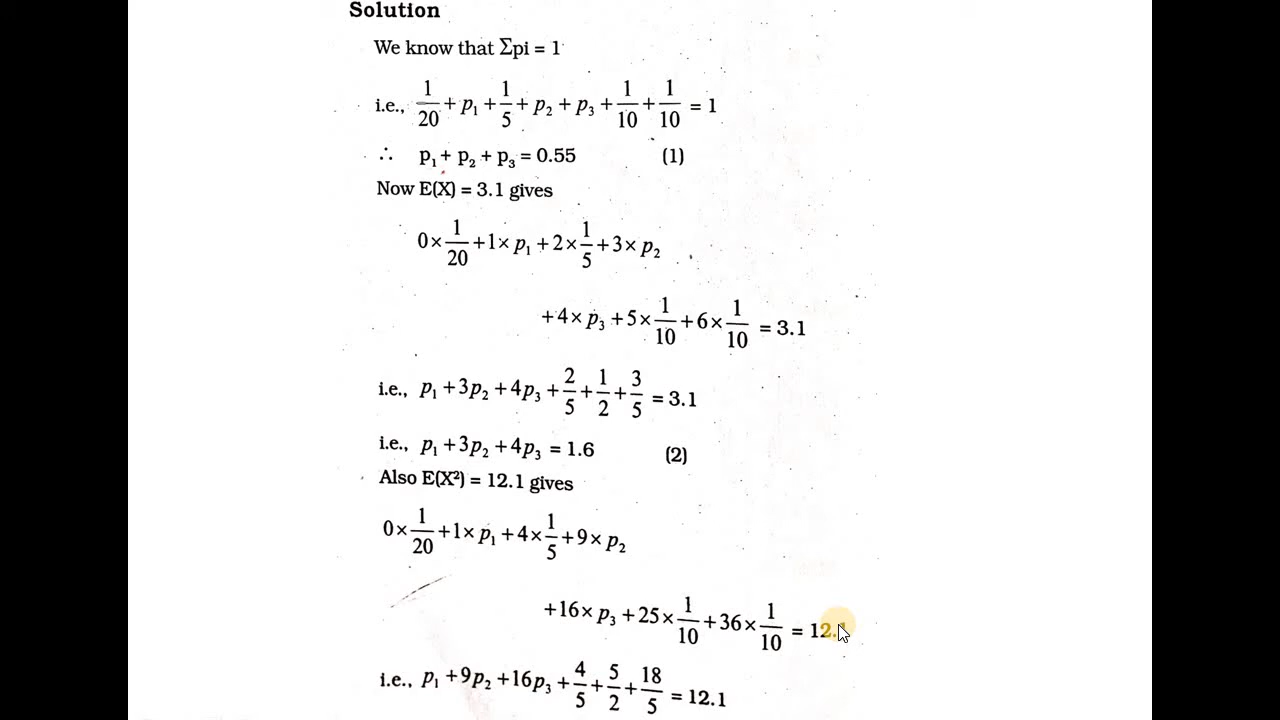 Solution
We know that Σpi = 1
i.e., 1/20 + p₁ + 1/5 + p₂ + p₃ + 1/10 + 1/10 = 1
∴ p₁ + p₂ + p₃ = 0.55 (1)
Now E(X) = 3.1 gives
0 × 1/20 + 1 × p₁ + 2 × 1/5 + 3 × p₂
+ 4 × p₃ + 5 × 1/10 + 6 × 1/10 = 3.1
i.e., p₁ + 3p₂ + 4p₃ + 2/5 + 1/2 + 3/5 = 3.1
i.e., p₁ + 3p₂ + 4p₃ = 1.6 (2)
Also E(X²) = 12.1 gives
0 × 1/20 + 1 × p₁ + 4 × 1/5 + 9 × p₂
+ 16 × p₃ + 25 × 1/10 + 36 × 1/10 = 12.1
i.e., p₁ + 9p₂ + 16p₃ + 4/5 + 5/2 + 18/5 = 12.1